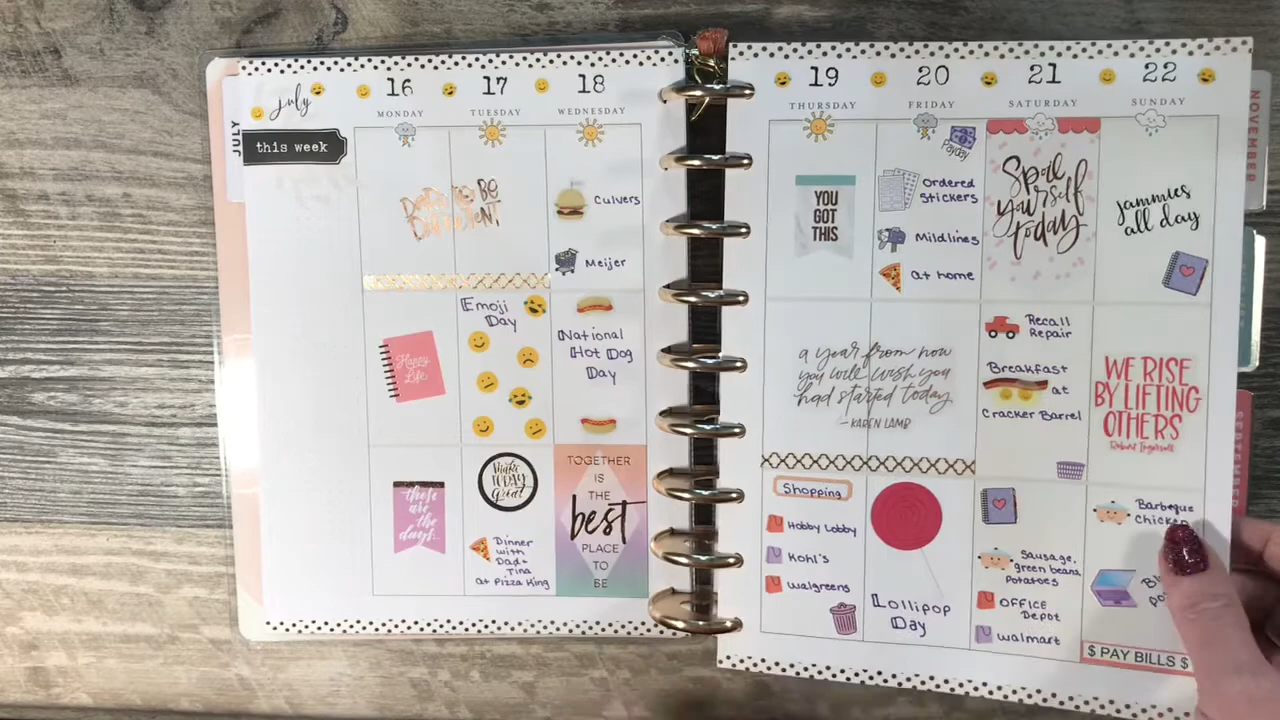 july
JULY
this week
16
MONDAY
17
TUESDAY
18
WEDNESDAY
DARE TO BE
DIFFERENT
Culvers
Meijer
Happy
Life
Emoji
Day
National
Hot Dog
Day
those
are the
days...
make
TODAY
great!
Dinner
with
Dad +
Tina
at Pizza King
TOGETHER
IS
THE
best
PLACE
TO
BE
19
THURSDAY
20
FRIDAY
21
SATURDAY
22
SUNDAY
YOU
GOT
THIS
Payday
Ordered
Stickers
Mildlines
at home
Spoil
yourself
today
jammies
all day
a year from now
you will wish you
had started today
- KAREN LAMB
Recall
Repair
Breakfast
at
Cracker Barrel
WE RISE
BY LIFTING
OTHERS
Robert Ingersoll
Shopping
Hobby Lobby
Kohl's
Walgreens
Lollipop
Day
Sausage,
green beans,
Potatoes
OFFICE
Depot
Walmart
Barbeque
Chicken
$ PAY BILLS $
NOVEMBER
SEPTEMBER